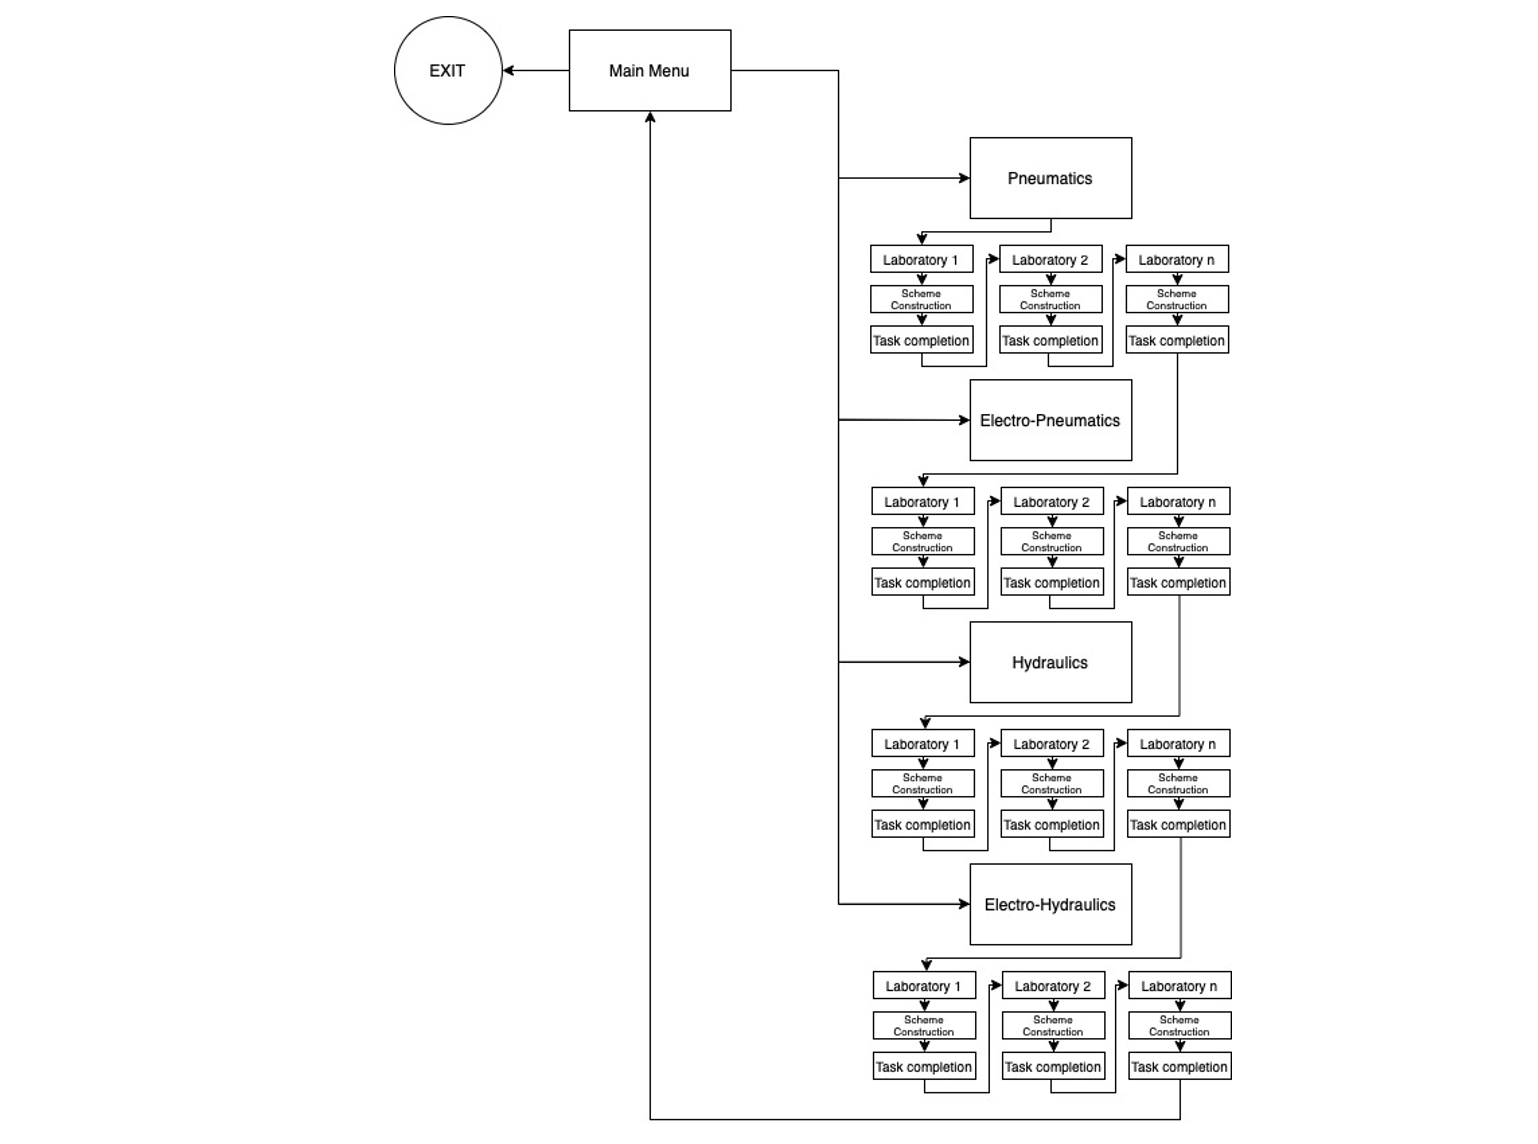 EXIT
Main Menu
Pneumatics
Laboratory 1
Laboratory 2
Laboratory n
Scheme
Construction
Scheme
Construction
Scheme
Construction
Task completion
Task completion
Task completion
Electro-Pneumatics
Laboratory 1
Laboratory 2
Laboratory n
Scheme
Construction
Scheme
Construction
Scheme
Construction
Task completion
Task completion
Task completion
Hydraulics
Laboratory 1
Laboratory 2
Laboratory n
Scheme
Construction
Scheme
Construction
Scheme
Construction
Task completion
Task completion
Task completion
Electro-Hydraulics
Laboratory 1
Laboratory 2
Laboratory n
Scheme
Construction
Scheme
Construction
Scheme
Construction
Task completion
Task completion
Task completion